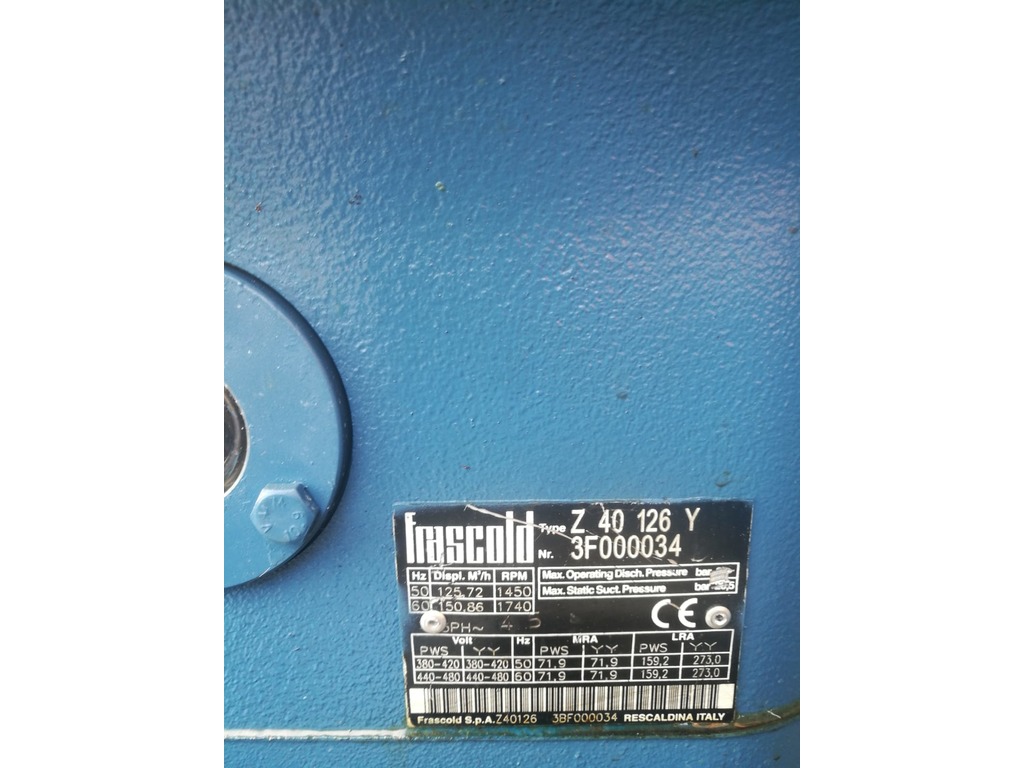 frascold Type Z 40 126 Y
Nr. 3F000034
Hz Displ. M³/h RPM
50 125.72 1450
60 150.86 1740
Max. Operating Disch. Pressure bar
Max. Static Suct. Pressure bar
CE
PH~
Volt Hz MRA LRA
PWS YY PWS YY PWS YY
380-420 380-420 50 71,9 71,9 159,2 273,0
440-480 440-480 60 71,9 71,9 159,2 273,0
Frascold S.p.A. Z40126 3BF000034 RESCALDINA ITALY